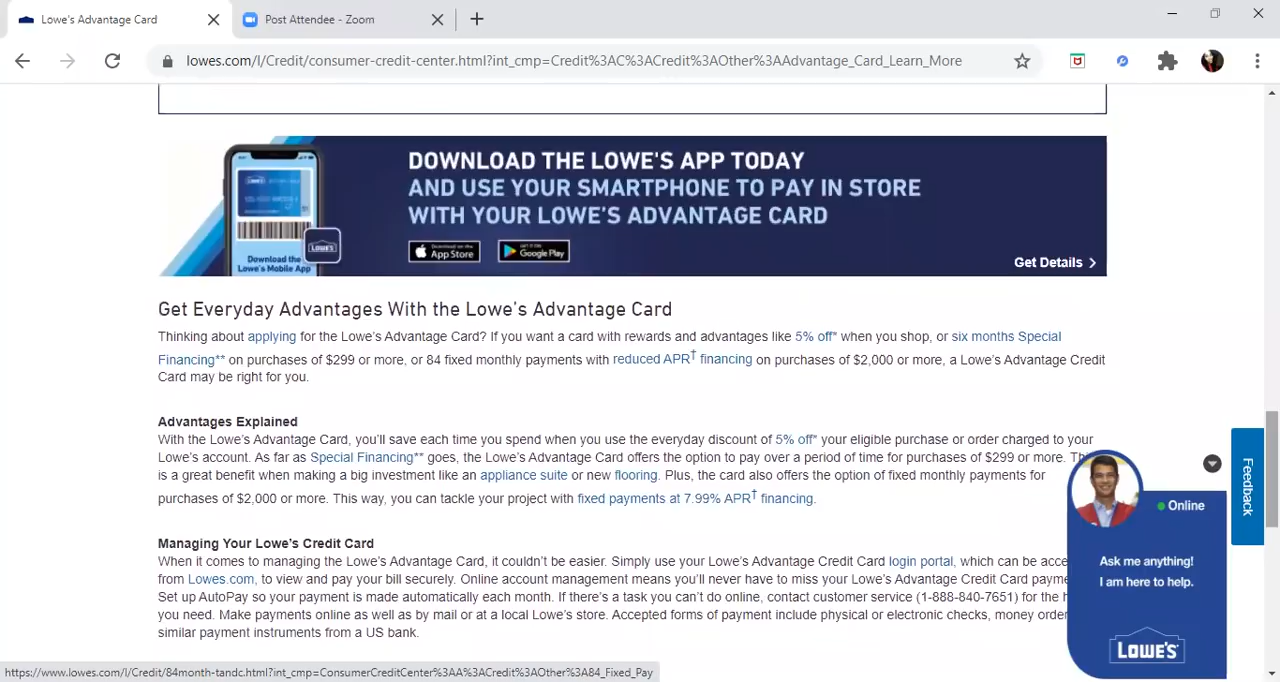 Lowe's Advantage Card
Post Attendee - Zoom
lowes.com/l/Credit/consumer-credit-center.html?int_cmp=Credit%3AC%3ACredit%3AOther%3AAdvantage_Card_Learn_More
DOWNLOAD THE LOWE'S APP TODAY
AND USE YOUR SMARTPHONE TO PAY IN STORE
WITH YOUR LOWE'S ADVANTAGE CARD
LOWE'S
Download the
Lowe's Mobile App
Download on the
App Store
GET IT ON
Google Play
Get Details
Get Everyday Advantages With the Lowe's Advantage Card
Thinking about applying for the Lowe's Advantage Card? If you want a card with rewards and advantages like 5% off* when you shop, or six months Special
Financing** on purchases of $299 or more, or 84 fixed monthly payments with reduced APR† financing on purchases of $2,000 or more, a Lowe's Advantage Credit
Card may be right for you.
Advantages Explained
With the Lowe's Advantage Card, you'll save each time you spend when you use the everyday discount of 5% off* your eligible purchase or order charged to your
Lowe's account. As far as Special Financing** goes, the Lowe's Advantage Card offers the option to pay over a period of time for purchases of $299 or more. Th
is a great benefit when making a big investment like an appliance suite or new flooring. Plus, the card also offers the option of fixed monthly payments for
purchases of $2,000 or more. This way, you can tackle your project with fixed payments at 7.99% APR† financing.
Managing Your Lowe's Credit Card
When it comes to managing the Lowe's Advantage Card, it couldn't be easier. Simply use your Lowe's Advantage Credit Card login portal, which can be acce
from Lowes.com, to view and pay your bill securely. Online account management means you'll never have to miss your Lowe's Advantage Credit Card payme
Set up AutoPay so your payment is made automatically each month. If there's a task you can't do online, contact customer service (1-888-840-7651) for the h
you need. Make payments online as well as by mail or at a local Lowe's store. Accepted forms of payment include physical or electronic checks, money order
similar payment instruments from a US bank.
Feedback
Online
Ask me anything!
I am here to help.
LOWE'S
https://www.lowes.com/l/Credit/84month-tandc.html?int_cmp=ConsumerCreditCenter%3AA%3ACredit%3AOther%3A84_Fixed_Pay